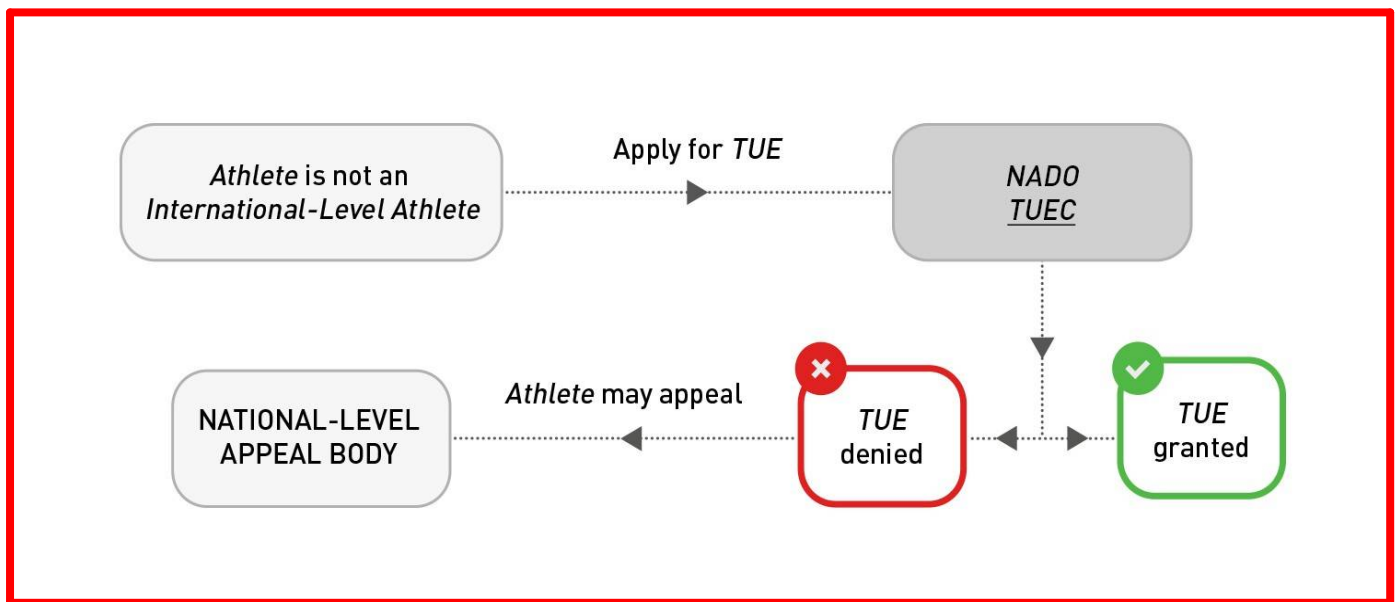 Athlete is not an
International-Level Athlete
Apply for TUE
NADO
TUEC
NATIONAL-LEVEL
APPEAL BODY
Athlete may appeal
TUE
denied
TUE
granted